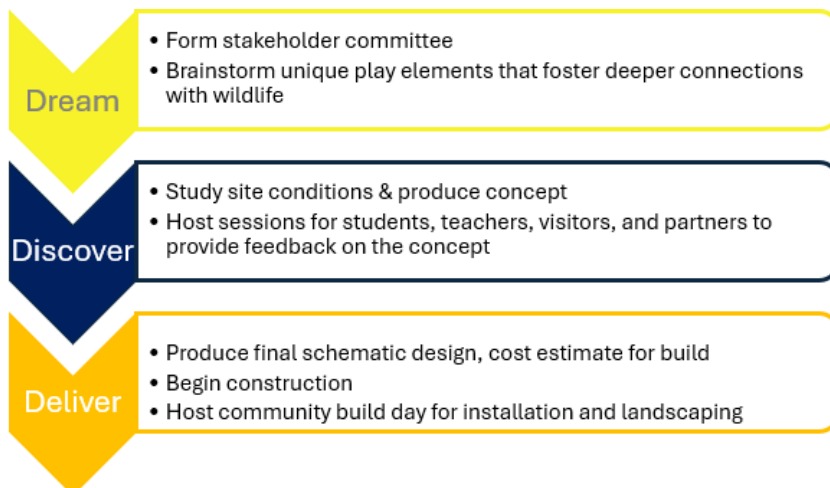 Dream
• Form stakeholder committee
• Brainstorm unique play elements that foster deeper connections
with wildlife
Discover
• Study site conditions & produce concept
• Host sessions for students, teachers, visitors, and partners to
provide feedback on the concept
Deliver
• Produce final schematic design, cost estimate for build
• Begin construction
• Host community build day for installation and landscaping